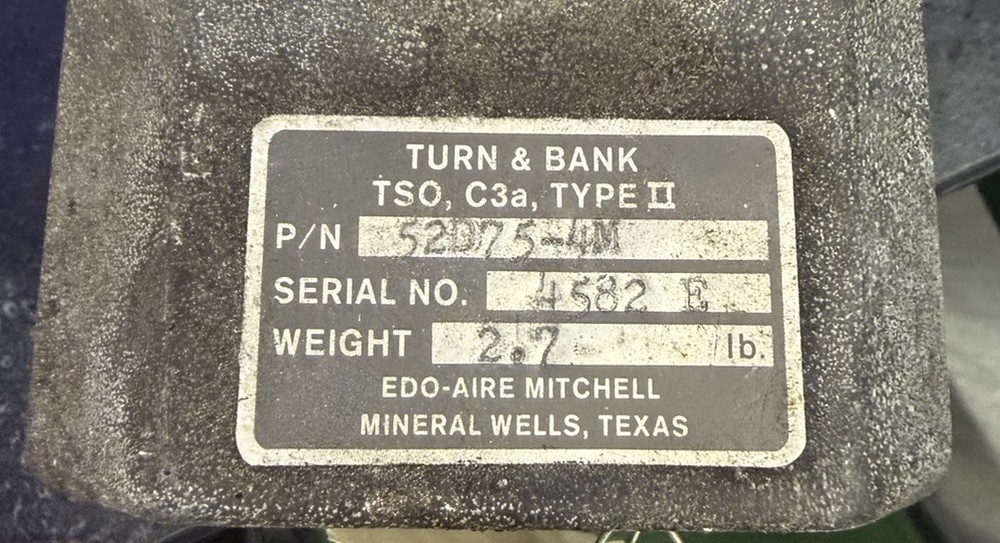 TURN & BANK
TSO, C3a, TYPE II
P/N 52D75-4M
SERIAL NO. 4582 E
WEIGHT 2.7 lb.
EDO-AIRE MITCHELL
MINERAL WELLS, TEXAS